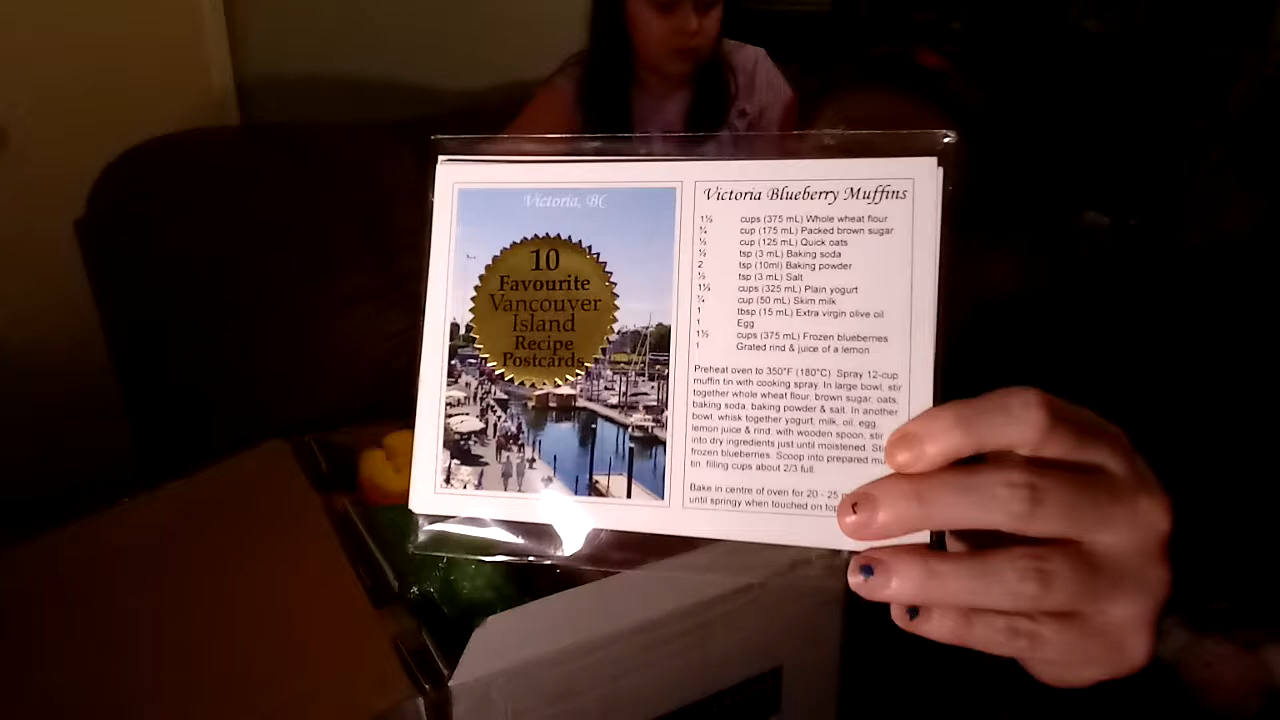 Victoria, BC
10
Favourite
Vancouver
Island
Recipe
Postcards
Victoria Blueberry Muffins
1½ cups (375 mL) Whole wheat flour
¾ cup (175 mL) Packed brown sugar
½ cup (125 mL) Quick oats
½ tsp (3 mL) Baking soda
2 tsp (10ml) Baking powder
½ tsp (3 mL) Salt
1⅓ cups (325 mL) Plain yogurt
¼ cup (50 mL) Skim milk
1 tbsp (15 mL) Extra virgin olive oil
1 Egg
1½ cups (375 mL) Frozen blueberries
1 Grated rind & juice of a lemon
Preheat oven to 350°F (180°C) Spray 12-cup
muffin tin with cooking spray. In large bowl, stir
together whole wheat flour, brown sugar, oats,
baking soda, baking powder & salt. In another
bowl, whisk together yogurt, milk, oil, egg,
lemon juice & rind, with wooden spoon, stir
into dry ingredients just until moistened.
frozen blueberries. Scoop into prepared
tin, filling cups about 2/3 full.
Bake in centre of oven for 20 - 25
until springy when touched on top